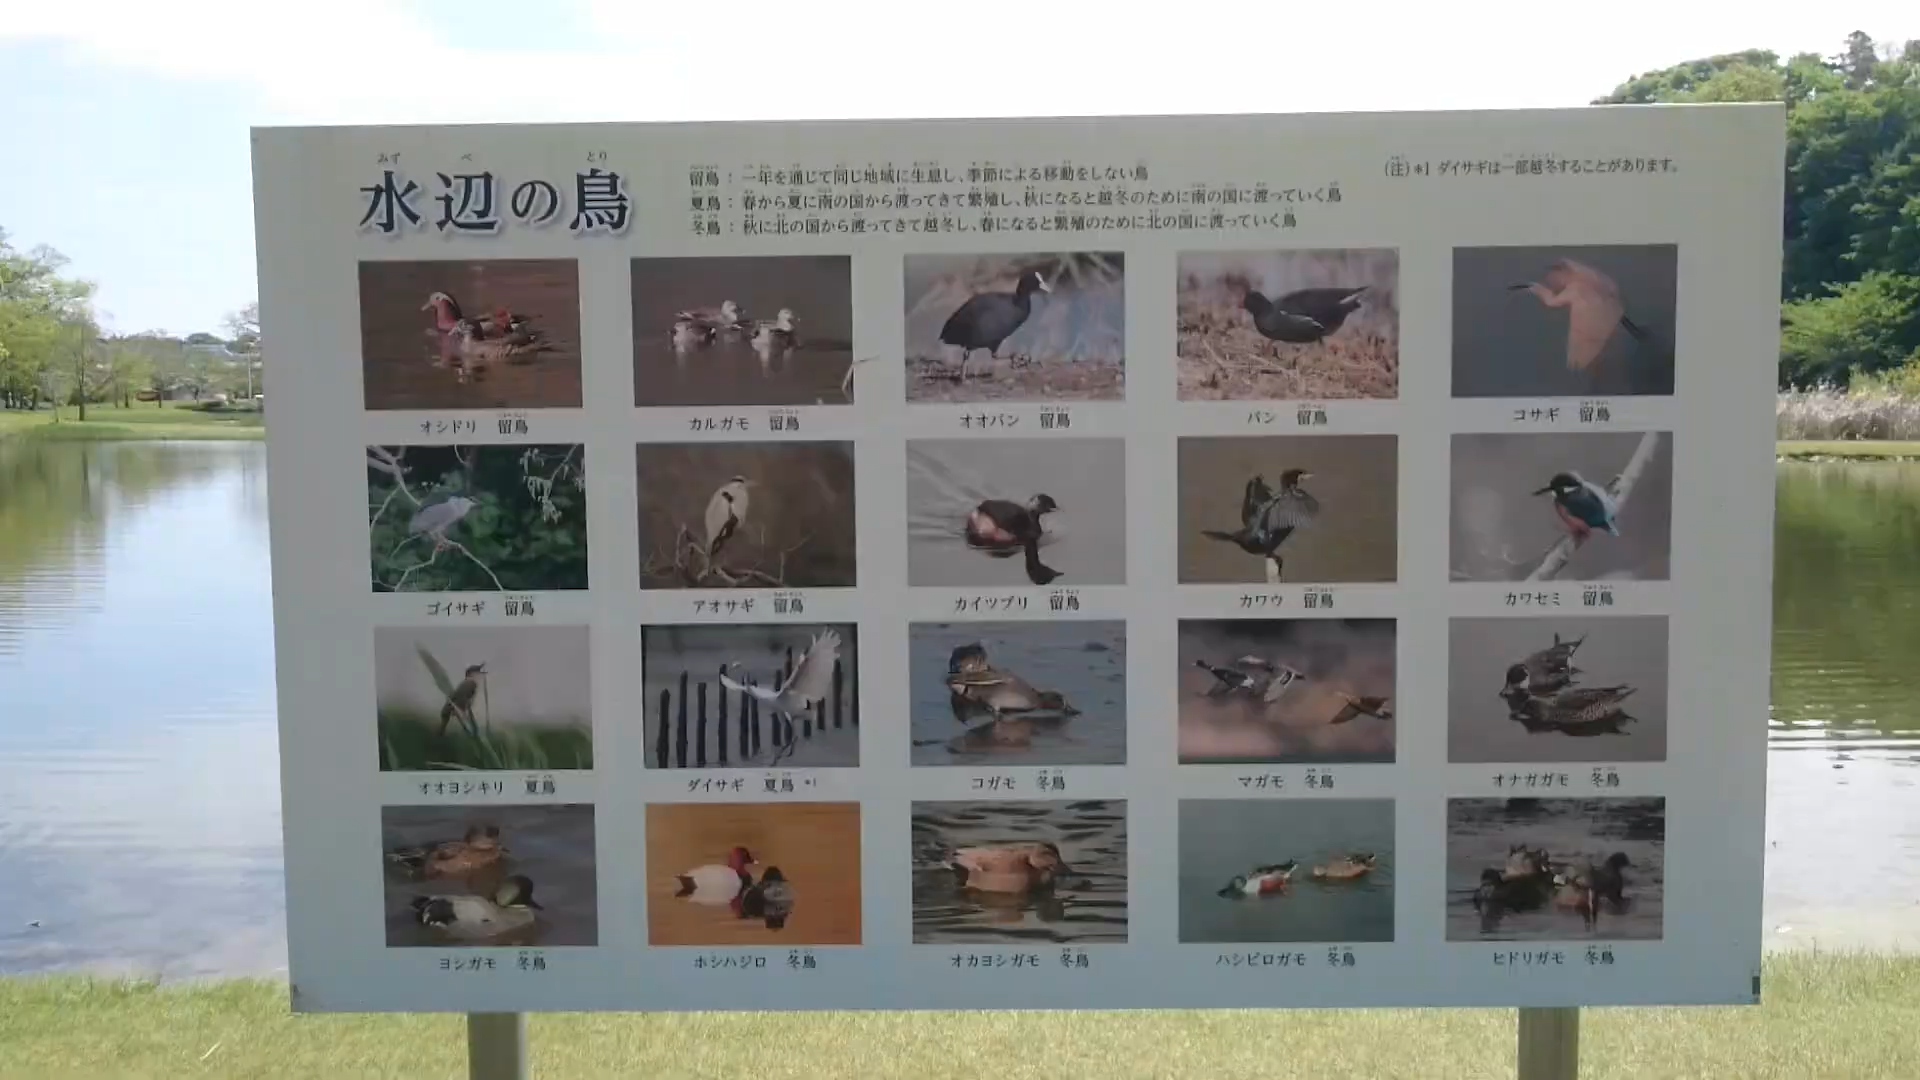 みず べ とり
水辺の鳥
留鳥：一年を通じて同じ地域に生息し、季節による移動をしない鳥
夏鳥：春から夏に南の国から渡ってきて繁殖し、秋になると越冬のために南の国に渡っていく鳥
冬鳥：秋に北の国から渡ってきて越冬し、春になると繁殖のために北の国に渡っていく鳥
(注)*1 ダイサギは一部越冬することがあります。
オシドリ 留鳥
カルガモ 留鳥
オオバン 留鳥
バン 留鳥
コサギ 留鳥
ゴイサギ 留鳥
アオサギ 留鳥
カイツブリ 留鳥
カワウ 留鳥
カワセミ 留鳥
オオヨシキリ 夏鳥
ダイサギ 夏鳥 *1
コガモ 冬鳥
マガモ 冬鳥
オナガガモ 冬鳥
ヨシガモ 冬鳥
ホシハジロ 冬鳥
オカヨシガモ 冬鳥
ハシビロガモ 冬鳥
ヒドリガモ 冬鳥